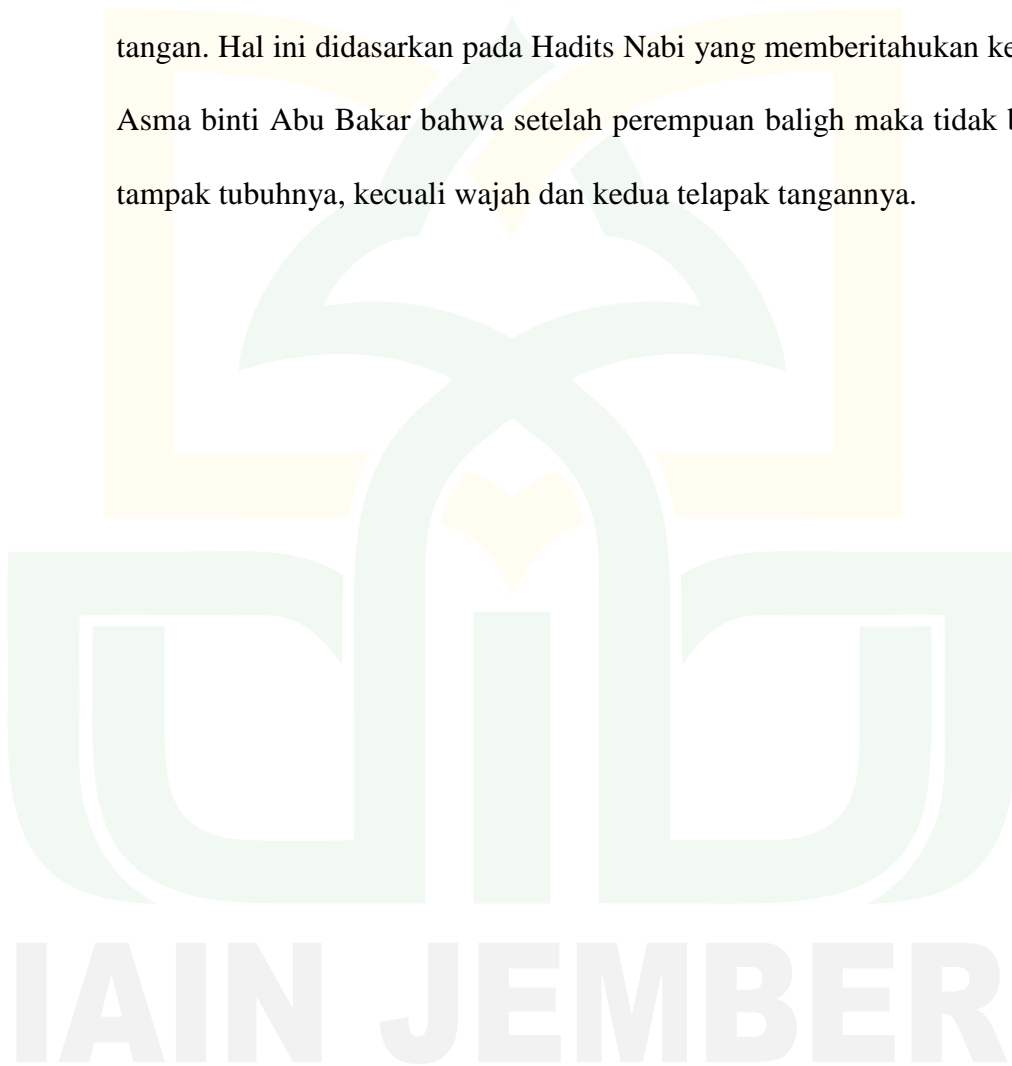 tangan. Hal ini didasarkan pada Hadits Nabi yang memberitahukan
Asma binti Abu Bakar bahwa setelah perempuan baligh maka tidak
tampak tubuhnya, kecuali wajah dan kedua telapak tangannya.
IAIN JEMBER